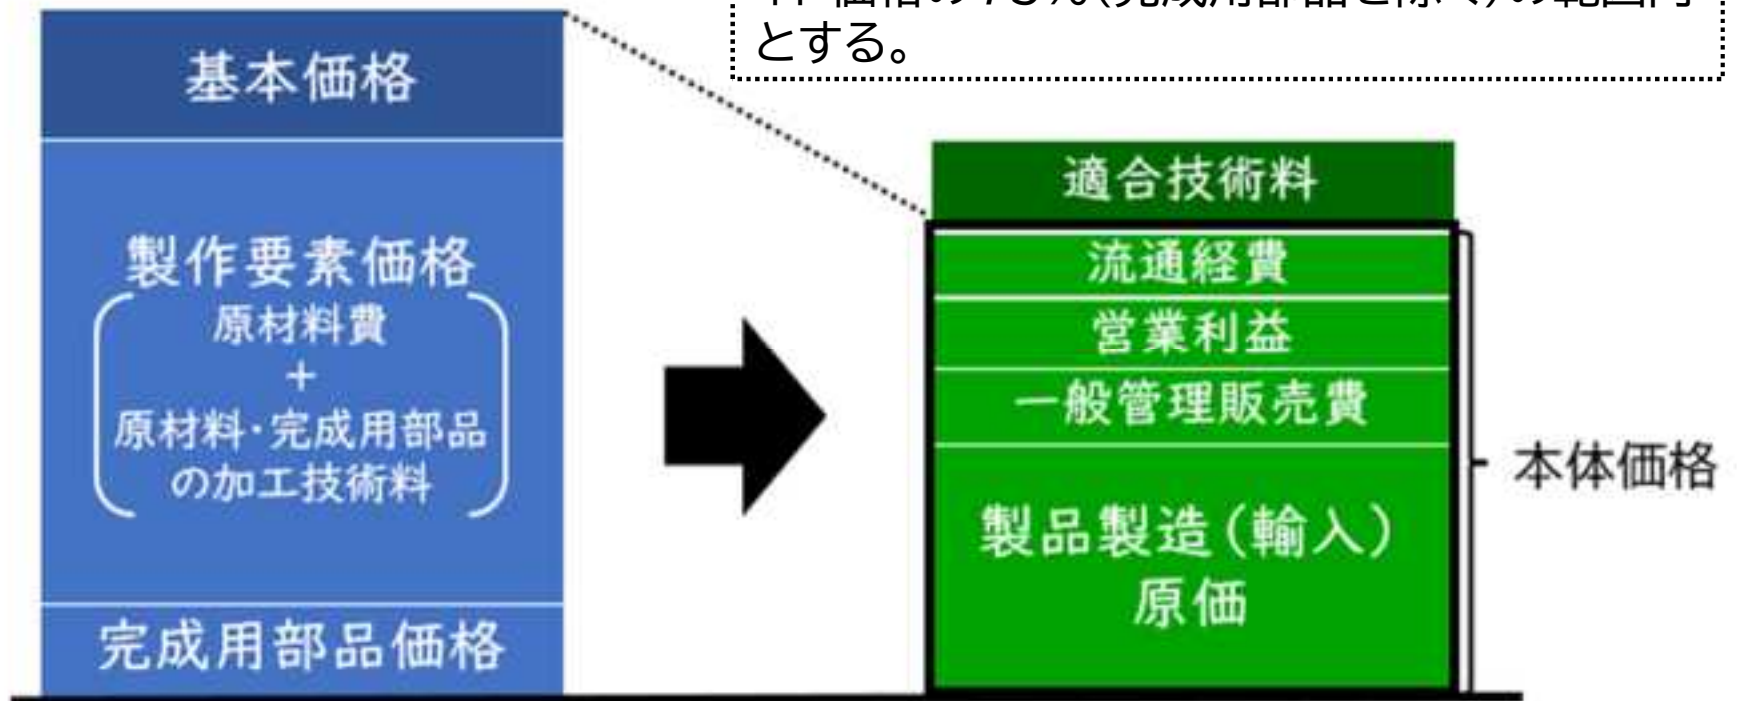 とする。
基本価格
製作要素価格
原材料費
+
原材料・完成用部品
の加工技術料
完成用部品価格
適合技術料
流通経費
営業利益
一般管理販売費
製品製造(輸入)
原価
本体価格